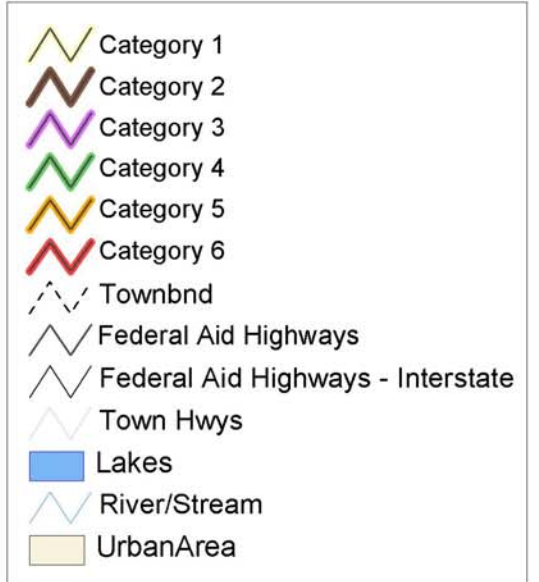 Category 1
Category 2
Category 3
Category 4
Category 5
Category 6
Townbnd
Federal Aid Highways
Federal Aid Highways - Interstate
Town Hwys
Lakes
River/Stream
UrbanArea